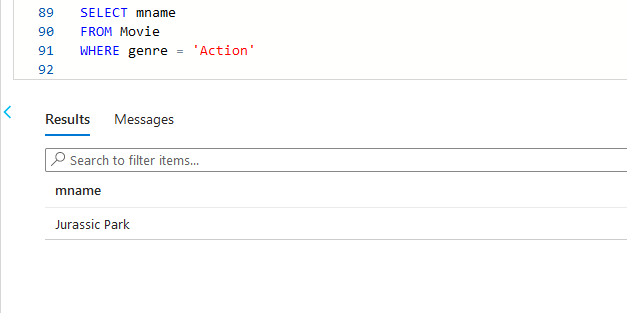 89 SELECT mname
90 FROM Movie
91 WHERE genre = 'Action'
92
Results Messages
Search to filter items...
mname
Jurassic Park